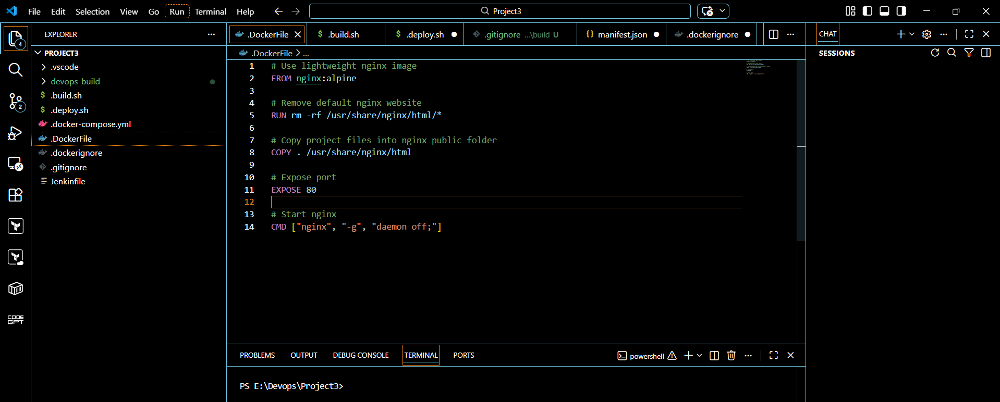 File Edit Selection View Go Run Terminal Help Project3
EXPLORER
4
PROJECT3
.vscode
devops-build
.build.sh
.deploy.sh
2
.docker-compose.yml
.DockerFile
.dockerignore
.gitignore
Jenkinfile
CODE
GPT
.DockerFile .build.sh .deploy.sh .gitignore ...\build U manifest.json .dockerignore
.DockerFile > ...
1 # Use lightweight nginx image
2 FROM nginx:alpine
3
4 # Remove default nginx website
5 RUN rm -rf /usr/share/nginx/html/*
6
7 # Copy project files into nginx public folder
8 COPY . /usr/share/nginx/html
9
10 # Expose port
11 EXPOSE 80
12
13 # Start nginx
14 CMD ["nginx", "-g", "daemon off;"]
PROBLEMS OUTPUT DEBUG CONSOLE TERMINAL PORTS powershell
PS E:\Devops\Project3>
CHAT
SESSIONS